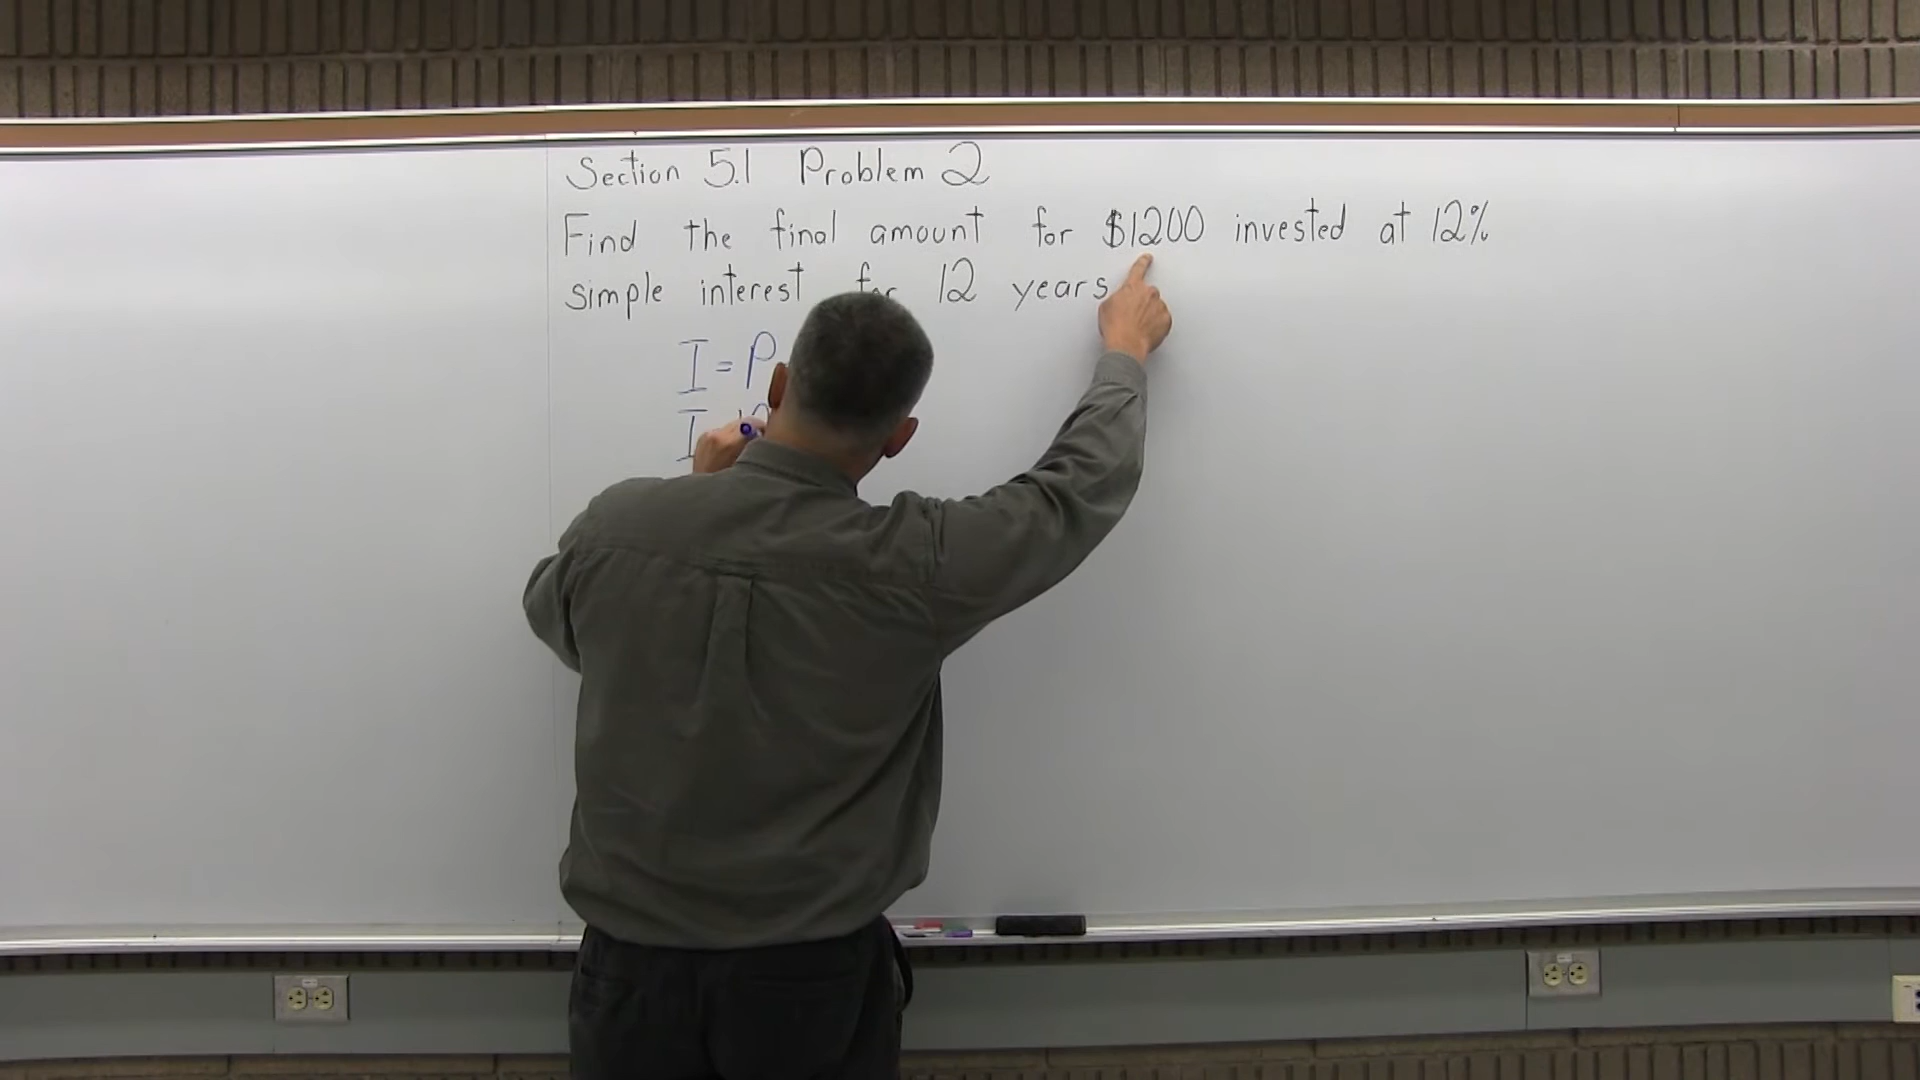 Section 5.1 Problem 2
Find the final amount for $1200 invested at 12%
simple interest for 12 years
I = P
I